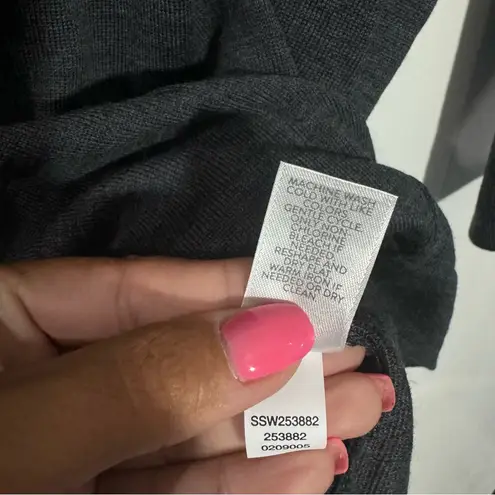 MACHINE WASH
COLD WITH LIKE
COLORS
GENTLE CYCLE.
ONLY NON
CHLORINE
BLEACH IF
NEEDED.
RESHAPE AND
LAY FLAT
WARM IRON IF
NEEDED OR DRY
CLEAN
SSW253882
253882
0209005